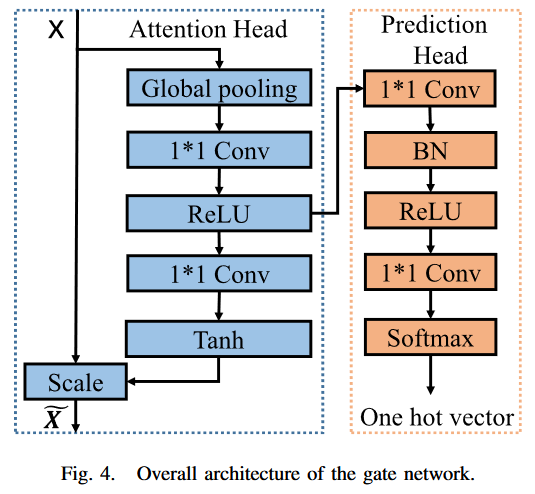 X
Attention Head
Global pooling
1*1 Conv
ReLU
1*1 Conv
Tanh
Scale
X̃
Prediction
Head
1*1 Conv
BN
ReLU
1*1 Conv
Softmax
One hot vector
Fig. 4. Overall architecture of the gate network.